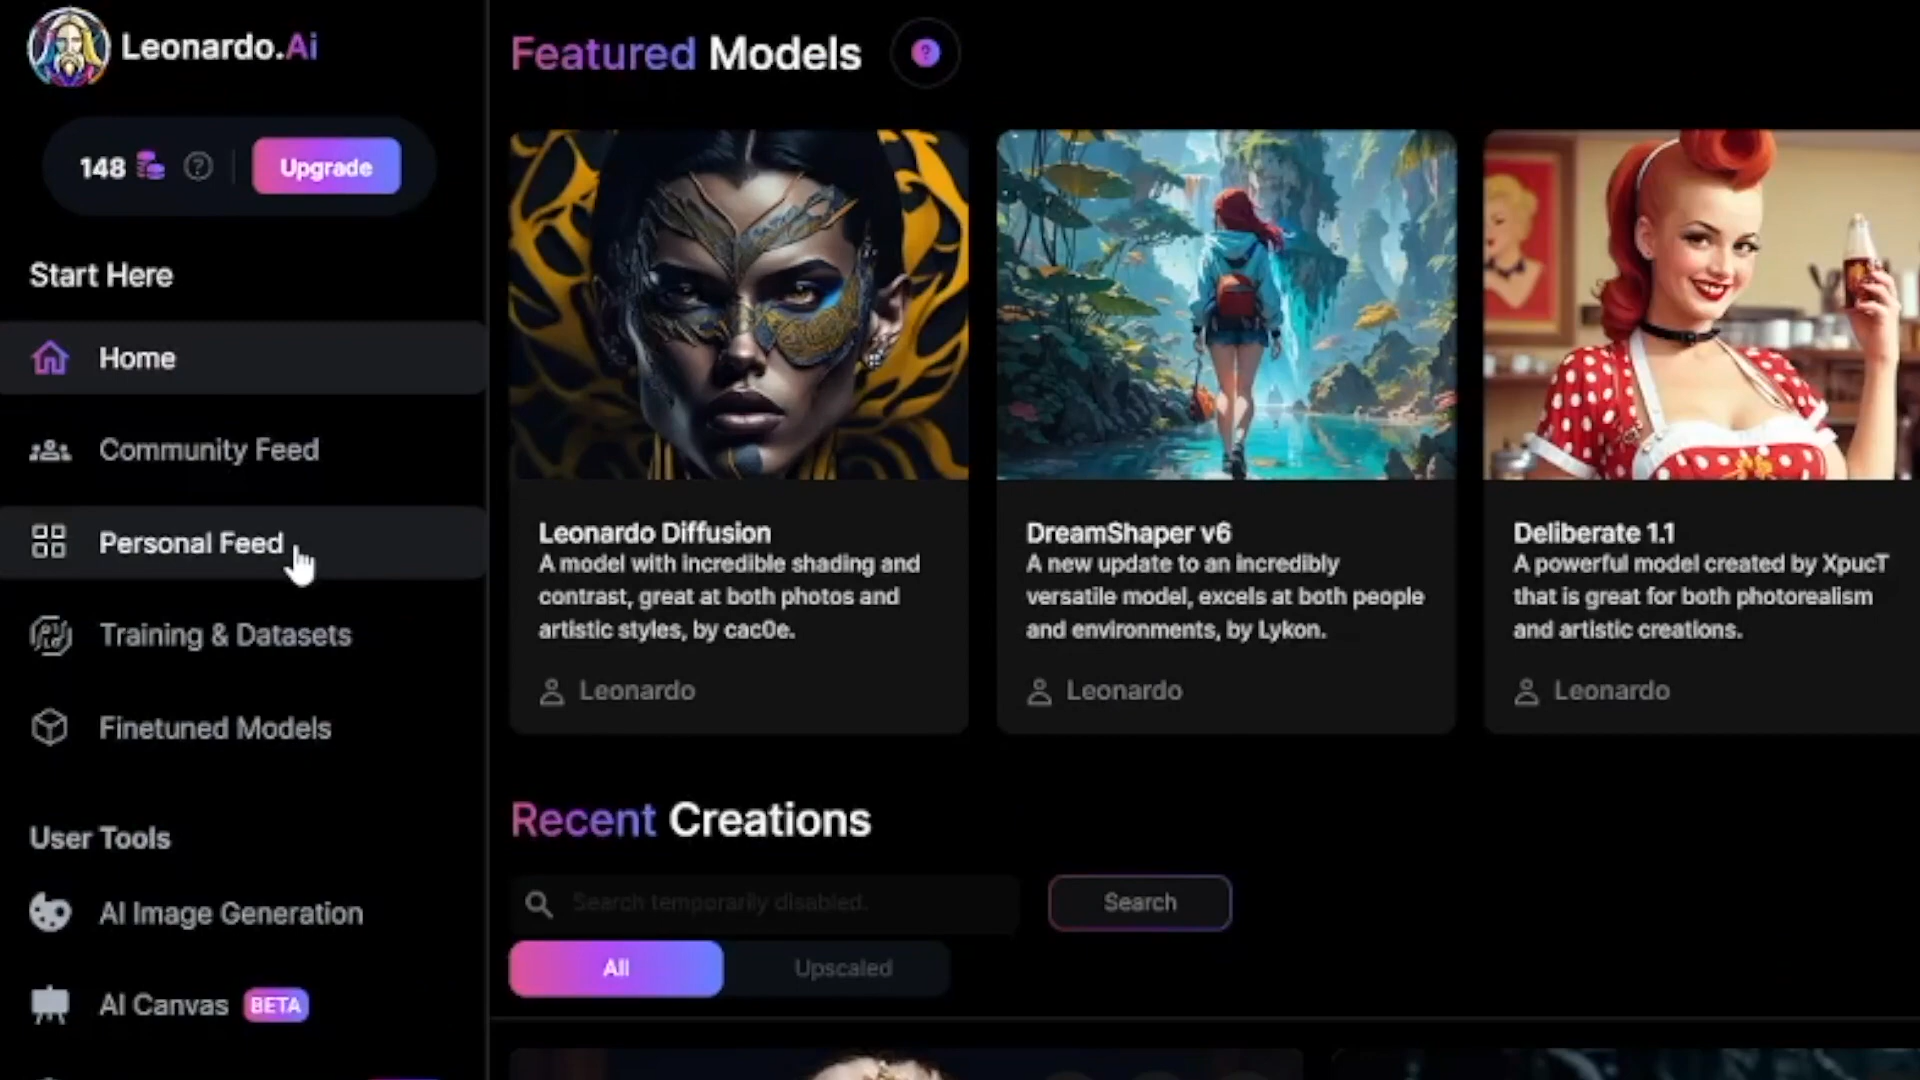 Leonardo.Ai
148
Upgrade
Start Here
Home
Community Feed
Personal Feed
Training & Datasets
Finetuned Models
User Tools
AI Image Generation
AI Canvas BETA
Featured Models ?
Leonardo Diffusion
A model with incredible shading and
contrast, great at both photos and
artistic styles, by cac0e.
Leonardo
DreamShaper v6
A new update to an incredibly
versatile model, excels at both people
and environments, by Lykon.
Leonardo
Deliberate 1.1
A powerful model created by XpucT
that is great for both photorealism
and artistic creations.
Leonardo
Recent Creations
Search temporarily disabled.
Search
All
Upscaled